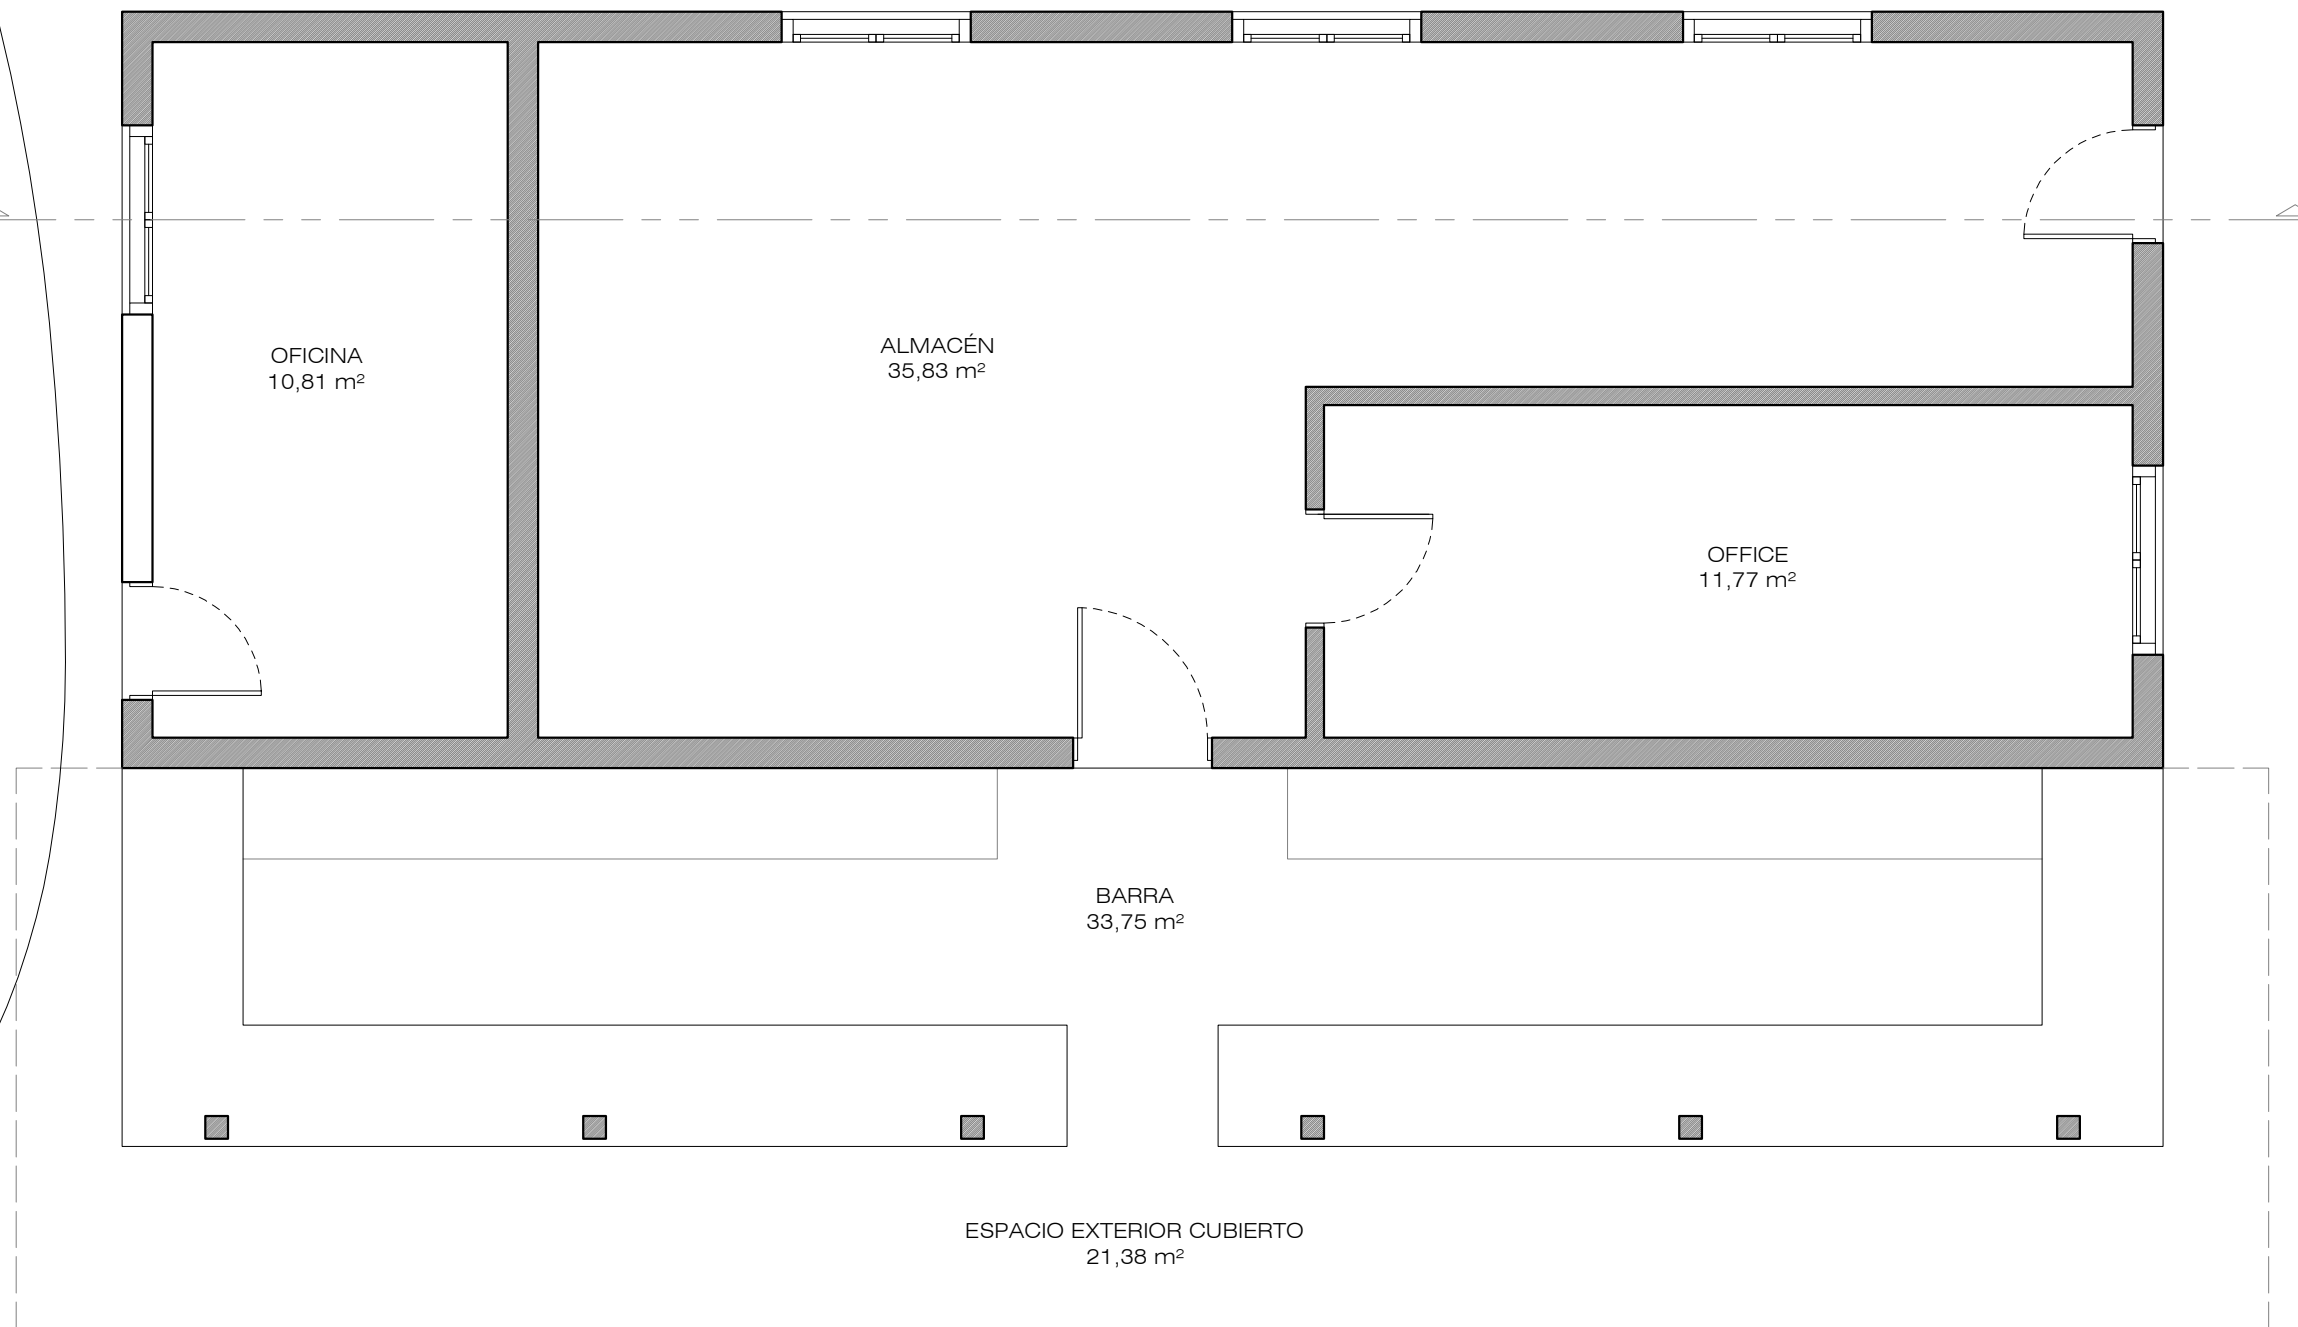 OFICINA
10,81 m²
ALMACÉN
35,83 m²
OFFICE
11,77 m²
BARRA
33,75 m²
ESPACIO EXTERIOR CUBIERTO
21,38 m²